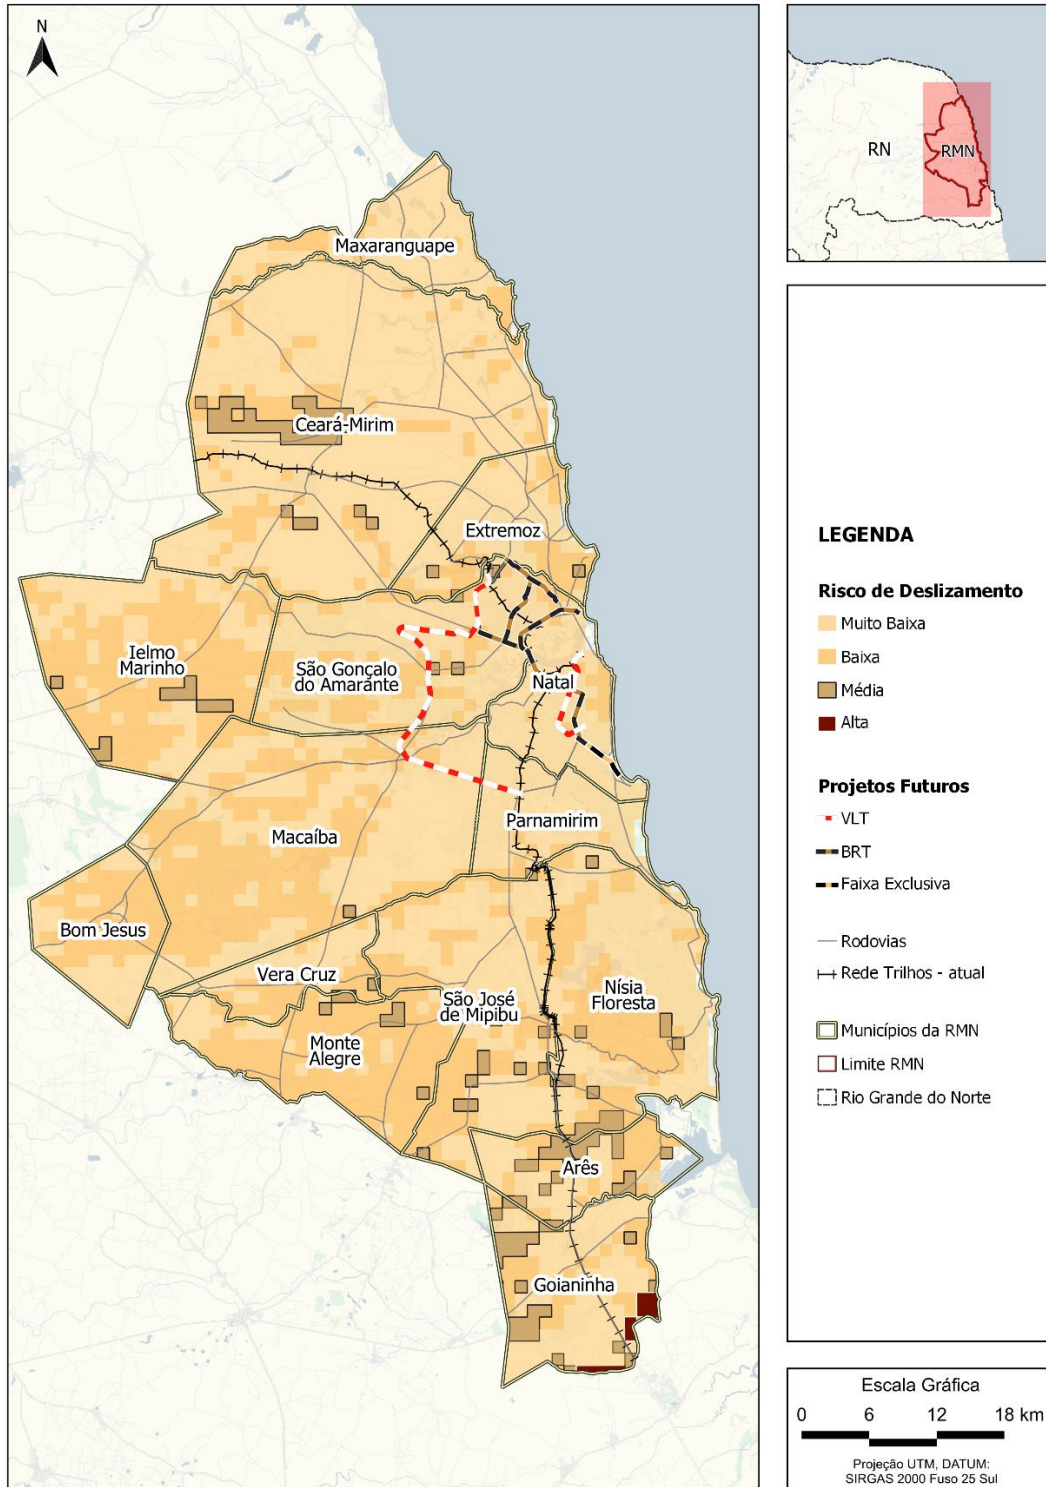 N
Maxaranguape
Ceará-Mirim
Extremoz
Ielmo
Marinho
São Gonçalo
do Amarante
Natal
Macaíba
Parnamirim
Bom Jesus
Vera Cruz
São José
de Mipibu
Nísia
Floresta
Monte
Alegre
Arês
Goianinha
RN
RMN
LEGENDA
Risco de Deslizamento
Muito Baixa
Baixa
Média
Alta
Projetos Futuros
VLT
BRT
Faixa Exclusiva
Rodovias
Rede Trilhos - atual
Municípios da RMN
Limite RMN
Rio Grande do Norte
Escala Gráfica
0 6 12 18 km
Projeção UTM, DATUM:
SIRGAS 2000 Fuso 25 Sul